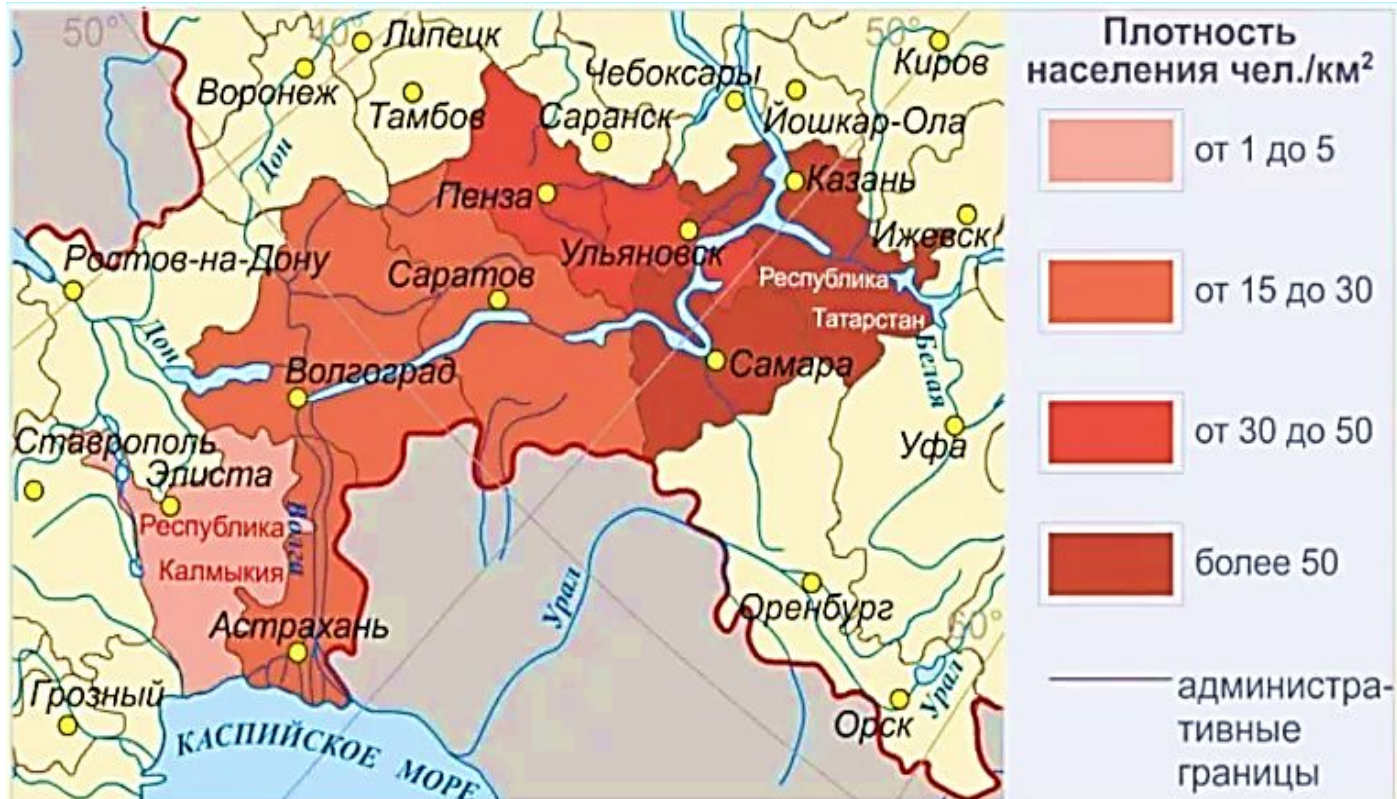 50°
40°
50°
Липецк
Киров
Воронеж
Чебоксары
Тамбов
Саранск
Йошкар-Ола
Дон
Пенза
Казань
Ульяновск
Ижевск
Ростов-на-Дону
Саратов
Республика
Татарстан
Дон
Волгоград
Самара
Белая
Ставрополь
Уфа
Элиста
Республика
Волга
Калмыкия
Урал
Оренбург
60°
Астрахань
Грозный
Урал
Орск
КАСПИЙСКОЕ МОРЕ
Плотность
населения чел./км²
от 1 до 5
от 15 до 30
от 30 до 50
более 50
администра-
тивные
границы